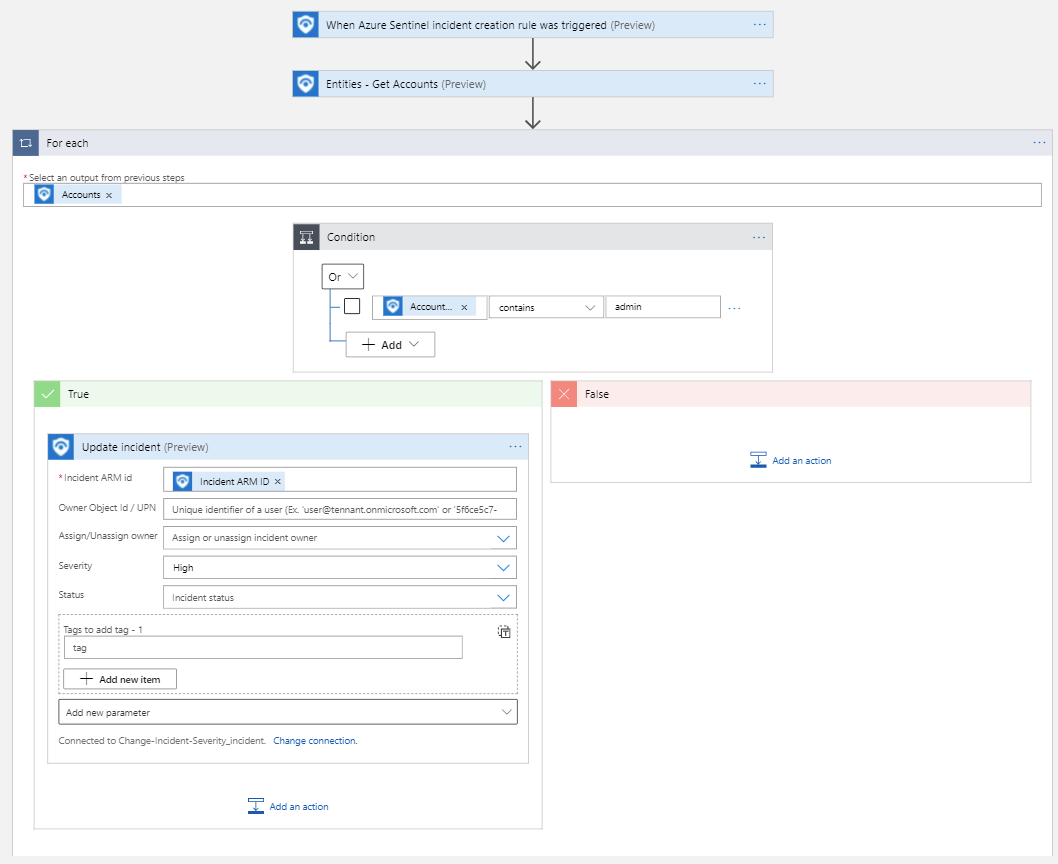 When Azure Sentinel incident creation rule was triggered (Preview)
Entities - Get Accounts (Preview)
For each
* Select an output from previous steps
Accounts ×
Condition
Or
Account... × contains admin
Add
True
False
Update incident (Preview)
Add an action
* Incident ARM id Incident ARM ID ×
Owner Object Id / UPN Unique identifier of a user (Ex. 'user@tennant.onmicrosoft.com' or '5f6ce5c7-
Assign/Unassign owner Assign or unassign incident owner
Severity High
Status Incident status
Tags to add tag - 1
tag
Add new item
Add new parameter
Connected to Change-Incident-Severity_incident. Change connection.
Add an action